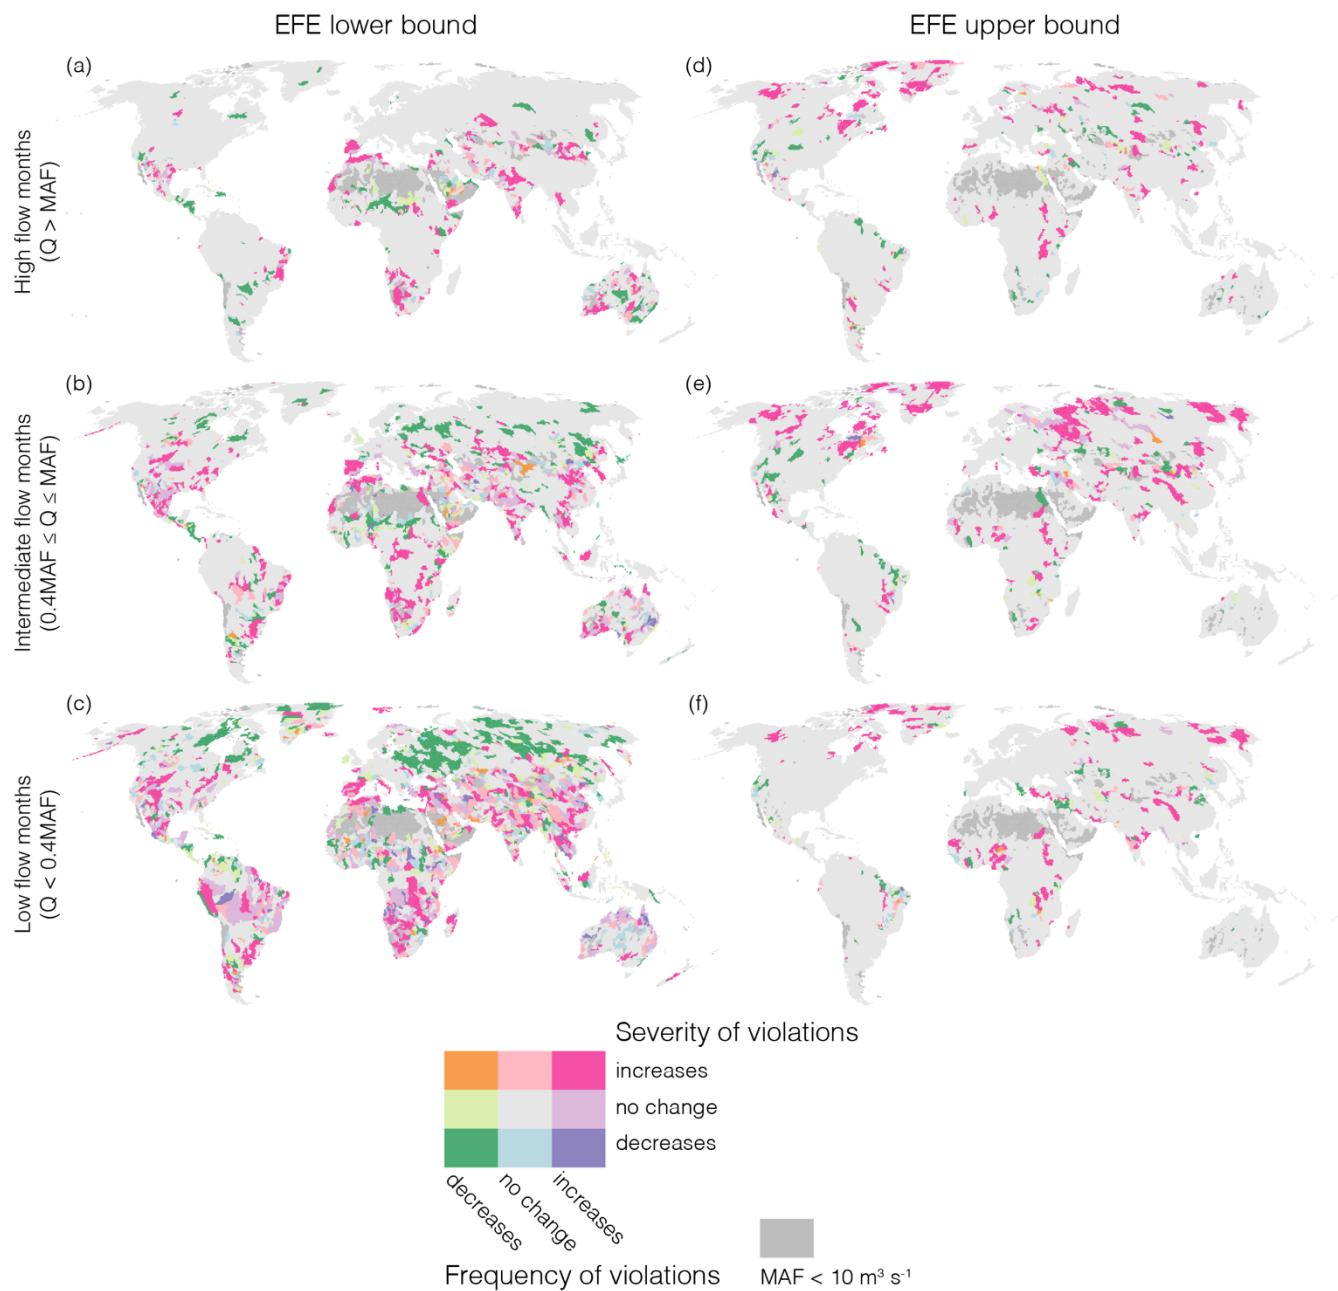 EFE lower bound
EFE upper bound
(a)
(d)
High flow months
(Q > MAF)
(b)
(e)
Intermediate flow months
(0.4MAF ≤ Q ≤ MAF)
(c)
(f)
Low flow months
(Q < 0.4MAF)
Severity of violations
increases
no change
decreases
decreases
no change
increases
Frequency of violations
MAF < 10 m³ s⁻¹